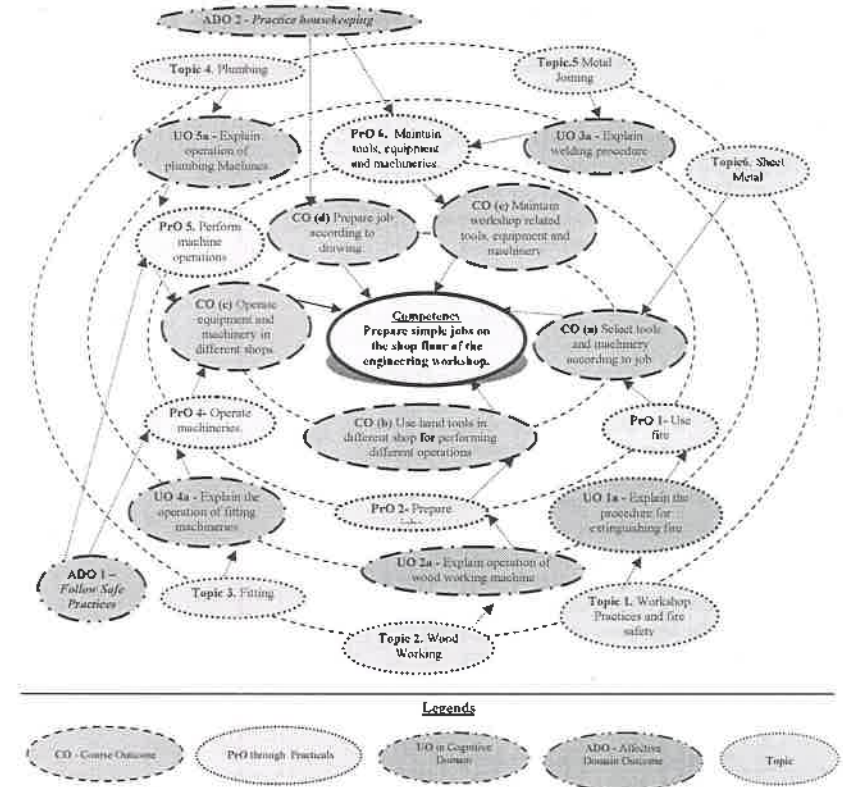 ADO 2 - Practice housekeeping
Topic 4. Plumbing
Topic.5 Metal
Joining
UO 5a - Explain
operation of
plumbing Machines
PrO 6. Maintain
tools, equipment
and machineries.
UO 3a - Explain
welding procedure
Topic6. Sheet
Metal
PrO 5. Perform
machine
operations
CO (d) Prepare job
according to
drawing.
CO (e) Maintain
workshop related
tools, equipment and
machinery
CO (c) Operate
equipment and
machinery in
different shops
Competency
Prepare simple jobs on
the shop floor of the
engineering workshop.
CO (a) Select tools
and machinery
according to job
PrO 4- Operate
machineries.
CO (b) Use hand tools in
different shop for performing
different operations
PrO 1- Use
fire
UO 4a - Explain the
operation of fitting
machineries
PrO 2- Prepare
UO 1a - Explain the
procedure for
extinguishing fire
ADO 1 –
Follow Safe
Practices
Topic 3. Fitting
UO 2a - Explain operation of
wood working machine
Topic 1. Workshop
Practices and fire
safety
Topic 2. Wood
Working
Legends
CO - Course Outcome
PrO through Practicals
UO in Cognitive
Domain
ADO - Affective
Domain Outcome
Topic